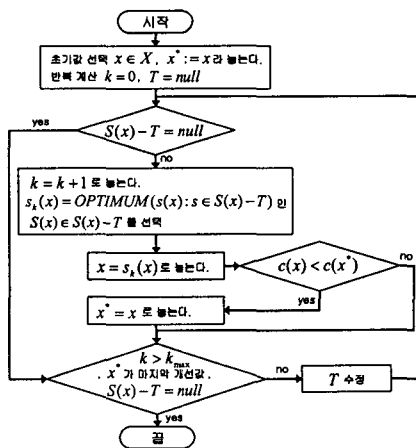 시작
초기값 선택 x ∈ X, x* := x라 놓는다.
반복 계산 k = 0, T = null
yes
S(x) − T = null
no
k = k + 1 로 놓는다.
s_k(x) = OPTIMUM(s(x) : s ∈ S(x) − T) 인
S(x) ∈ S(x) − T 를 선택
x = s_k(x) 로 놓는다.
c(x) < c(x*)
no
yes
x* = x 로 놓는다.
k > k_max
, x* 가 마지막 개선값,
S(x) − T = null
no
T 수정
yes
끝